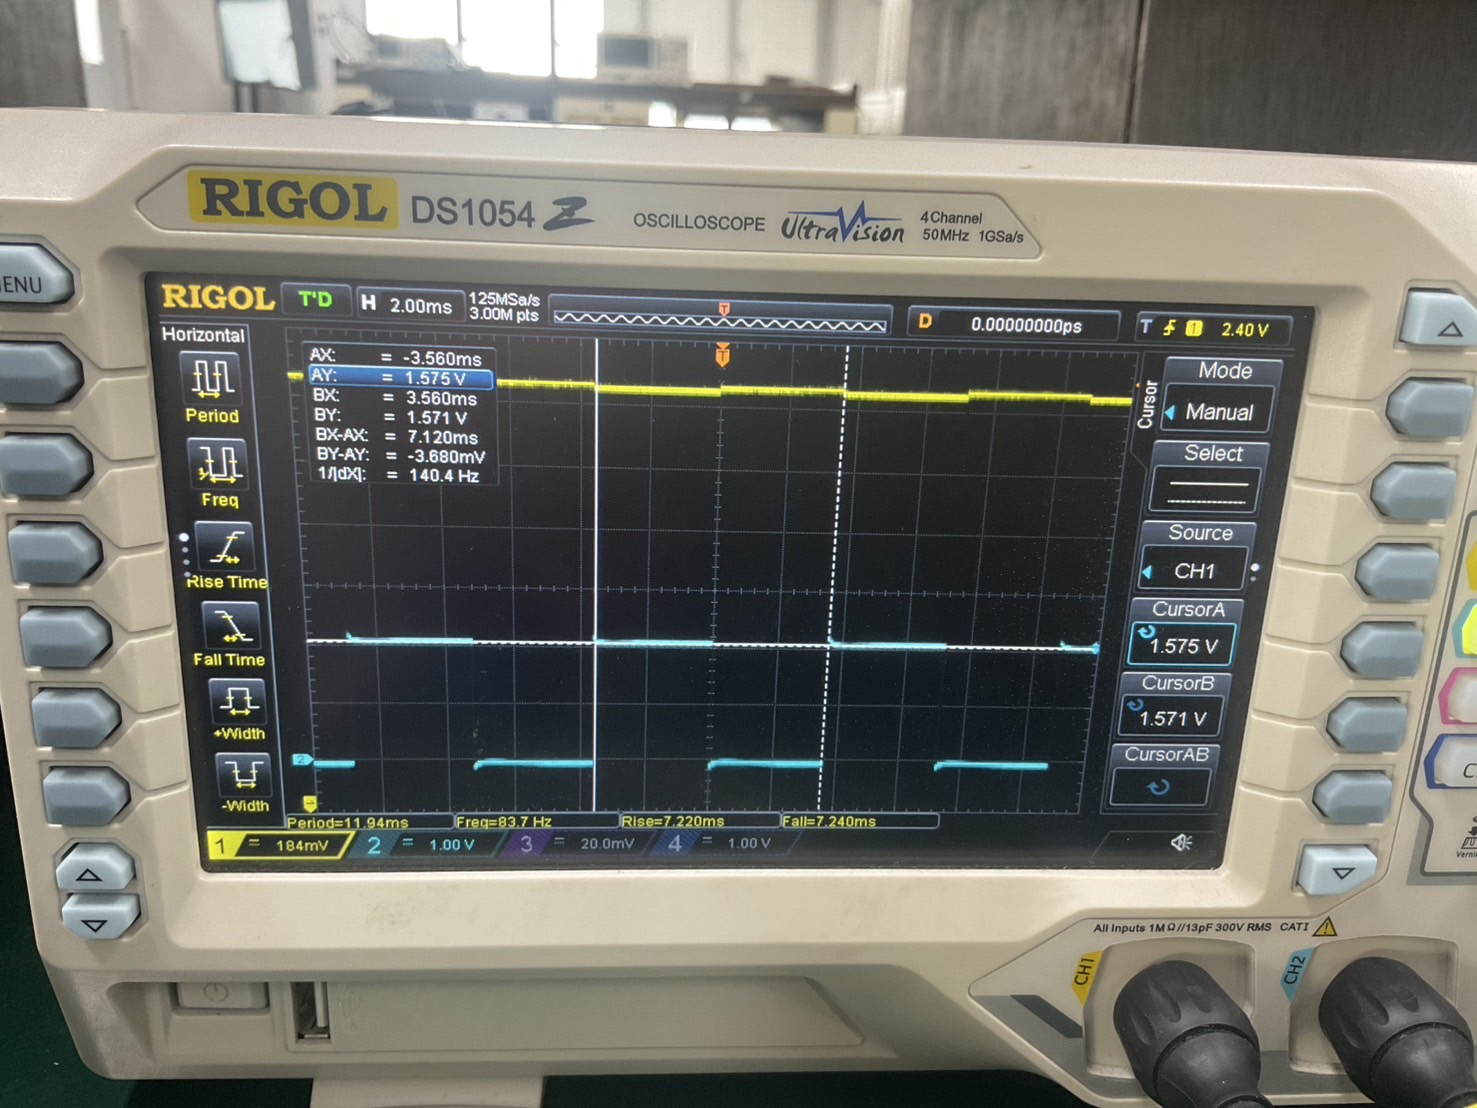 RIGOL DS1054 Z OSCILLOSCOPE UltraVision 4 Channel
50MHz 1GSa/s
ENU
RIGOL T'D H 2.00ms 125MSa/s
3.00M pts
D 0.00000000ps T 1 2.40 V
Horizontal
Period
Freq
Rise Time
Fall Time
+Width
-Width
AX: = -3.560ms
AY: = 1.575 V
BX: = 3.560ms
BY: = 1.571 V
BX-AX: = 7.120ms
BY-AY: = -3.680mV
1/|dX|: = 140.4 Hz
T
2
Cursor
Mode
Manual
Select
Source
CH1
CursorA
1.575 V
CursorB
1.571 V
CursorAB
Period=11.94ms Freq=83.7 Hz Rise=7.220ms Fall=7.240ms
1 = 184mV 2 = 1.00 V 3 = 20.0mV 4 = 1.00 V
All Inputs 1MΩ//13pF 300V RMS CATI
CH1
CH2